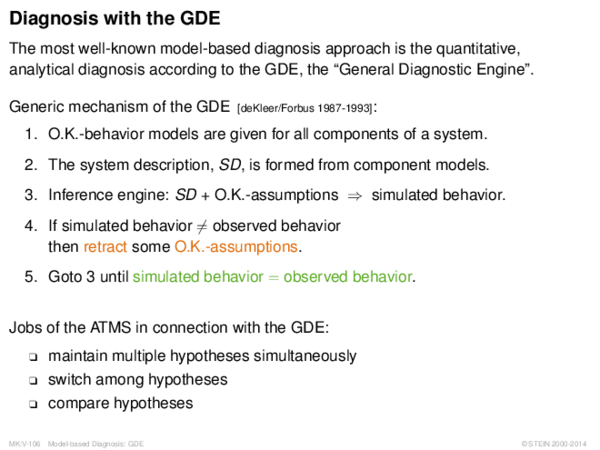 Diagnosis with the GDE
The most well-known model-based diagnosis approach is the quantitative,
analytical diagnosis according to the GDE, the “General Diagnostic Engine”.
Generic mechanism of the GDE [deKleer/Forbus 1987-1993]:
1. O.K.-behavior models are given for all components of a system.
2. The system description, SD, is formed from component models.
3. Inference engine: SD + O.K.-assumptions ⇒ simulated behavior.
4. If simulated behavior ≠ observed behavior
then retract some O.K.-assumptions.
5. Goto 3 until simulated behavior = observed behavior.
Jobs of the ATMS in connection with the GDE:
❑ maintain multiple hypotheses simultaneously
❑ switch among hypotheses
❑ compare hypotheses
MK:V-106 Model-based Diagnosis: GDE
© STEIN 2000-2014